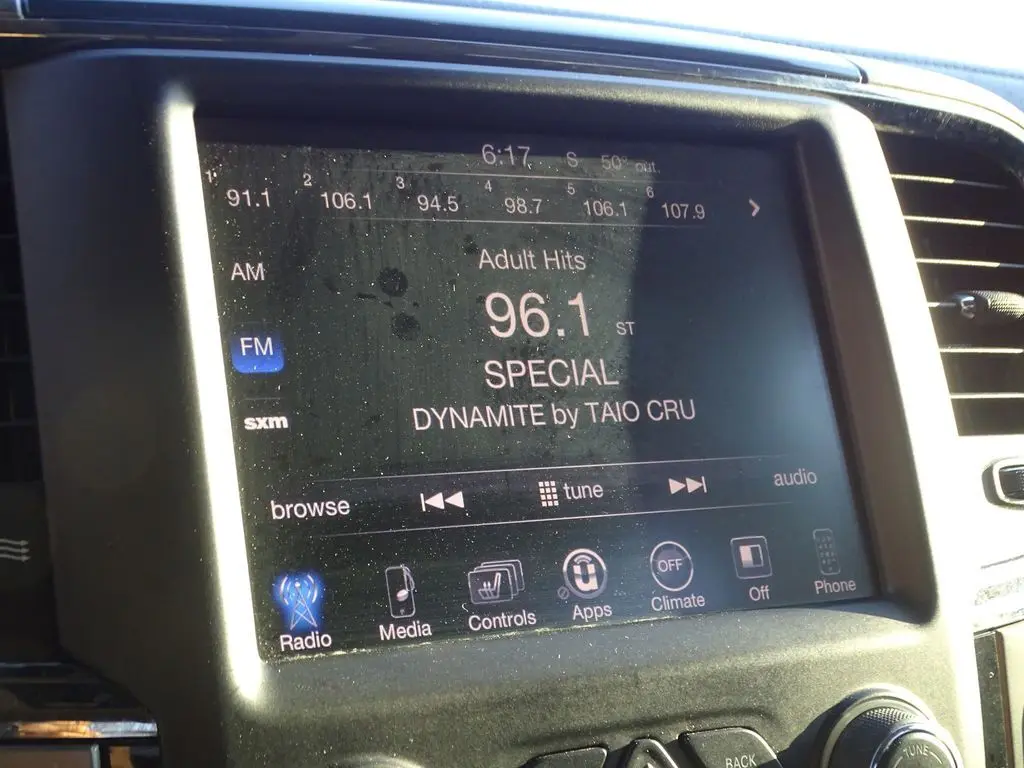 6:17 S 50° out.
1 2 3 4 5 6
91.1 106.1 94.5 98.7 106.1 107.9
AM
Adult Hits
96.1 ST
FM
SPECIAL
sxm
DYNAMITE by TAIO CRU
browse tune audio
OFF
Radio Media Controls Apps Climate Off Phone
BACK
TUNE